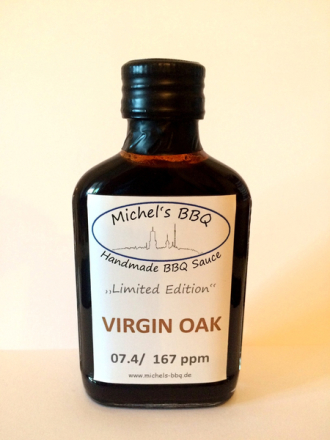 Michel's BBQ
Handmade BBQ Sauce
„Limited Edition“
VIRGIN OAK
07.4/ 167 ppm
www.michels-bbq.de